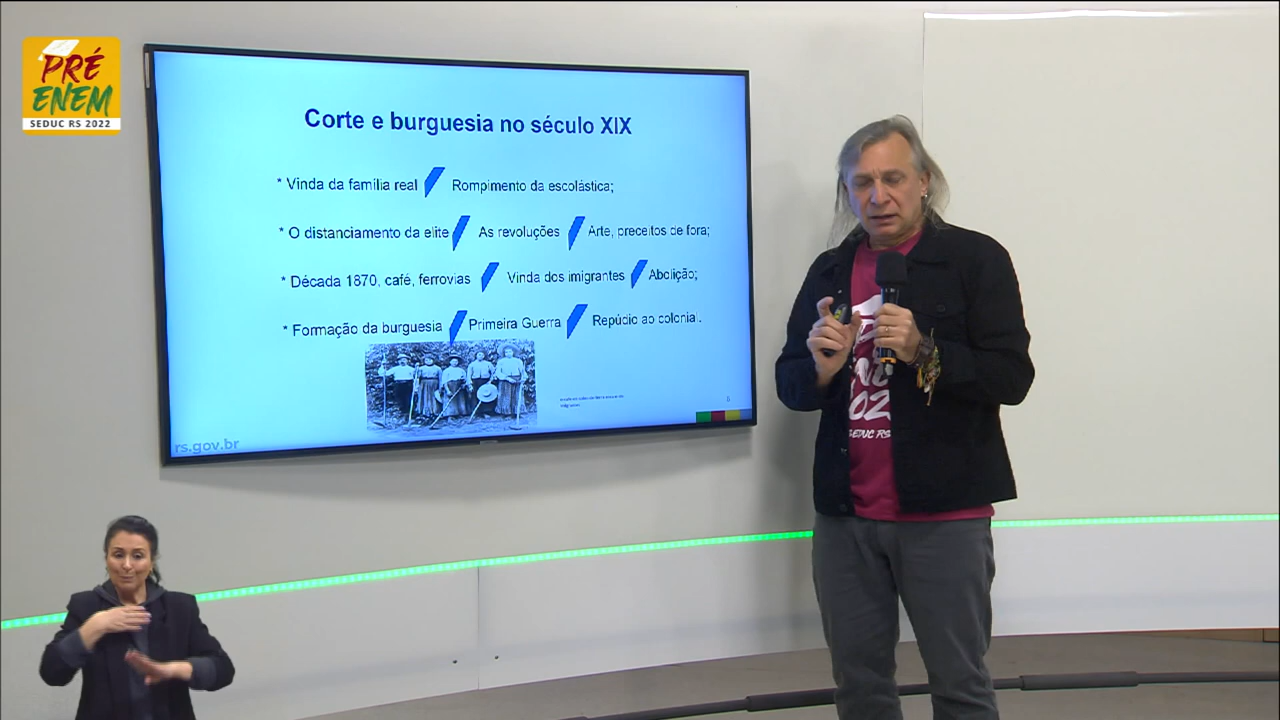 PRÉ
ENEM
SEDUC RS 2022
Corte e burguesia no século XIX
* Vinda da família real Rompimento da escolástica;
* O distanciamento da elite As revoluções Arte, preceitos de fora;
* Década 1870, café, ferrovias Vinda dos imigrantes Abolição;
* Formação da burguesia Primeira Guerra Repúdio ao colonial.
rs.gov.br
SEDUC RS